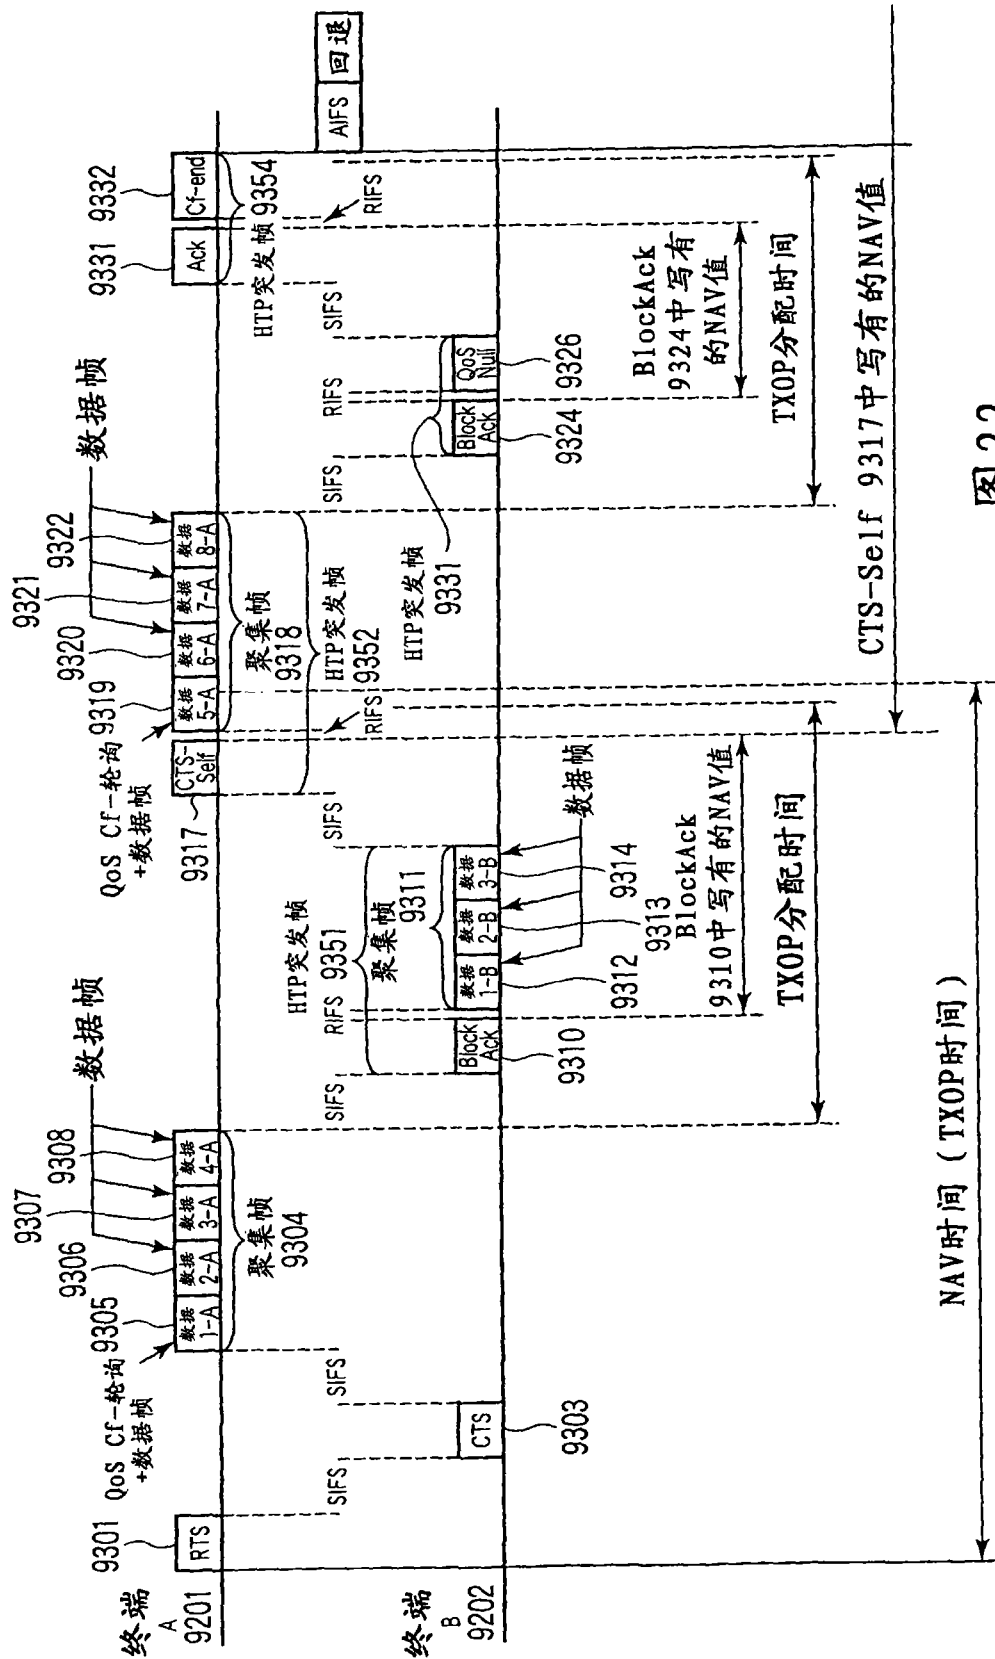 终端
A
9201
RTS
9301
QoS Cf-轮询
+数据帧
9305
9306
9307
9308
数据帧
数据
1-A
数据
2-A
数据
3-A
数据
4-A
聚集帧
9304
QoS Cf-轮询
+数据帧
9317
CTS-
Self
9319
9320
9321
9322
数据帧
数据
5-A
数据
6-A
数据
7-A
数据
8-A
聚集帧
9318
HTP突发帧
9352
RIFS
9331
Ack
9332
Cf-end
HTP突发帧
9354
RIFS
AIFS
回退
SIFS
SIFS
SIFS
RIFS
SIFS
SIFS
RIFS
SIFS
终端
B
9202
CTS
9303
HTP突发帧
9351
聚集帧
9311
Block
Ack
9310
数据
1-B
数据
2-B
数据
3-B
9312
9313
9314
数据帧
HTP突发帧
9331
Block
Ack
9324
QoS
Null
9326
BlockAck
9310中写有的NAV值
BlockAck
9324中写有
的NAV值
TXOP分配时间
TXOP分配时间
CTS-Self 9317中写有的NAV值
NAV时间（TXOP时间）